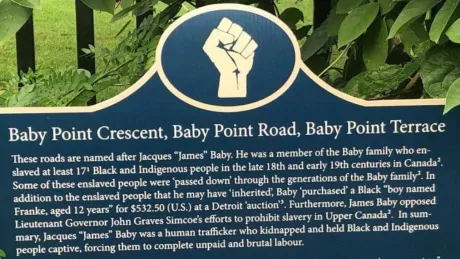 Baby Point Crescent, Baby Point Road, Baby Point Terrace
These roads are named after Jacques "James" Baby. He was a member of the Baby family who en-
slaved at least 17¹ Black and Indigenous people in the late 18th and early 19th centuries in Canada².
Some of these enslaved people were 'passed down' through the generations of the Baby family². In
addition to the enslaved people that he may have 'inherited', Baby 'purchased' a Black "boy named
Franke, aged 12 years" for $532.50 (U.S.) at a Detroit 'auction'³. Furthermore, James Baby opposed
Lieutenant Governor John Graves Simcoe's efforts to prohibit slavery in Upper Canada². In sum-
mary, Jacques "James" Baby was a human trafficker who kidnapped and held Black and Indigenous
people captive, forcing them to complete unpaid and brutal labour.